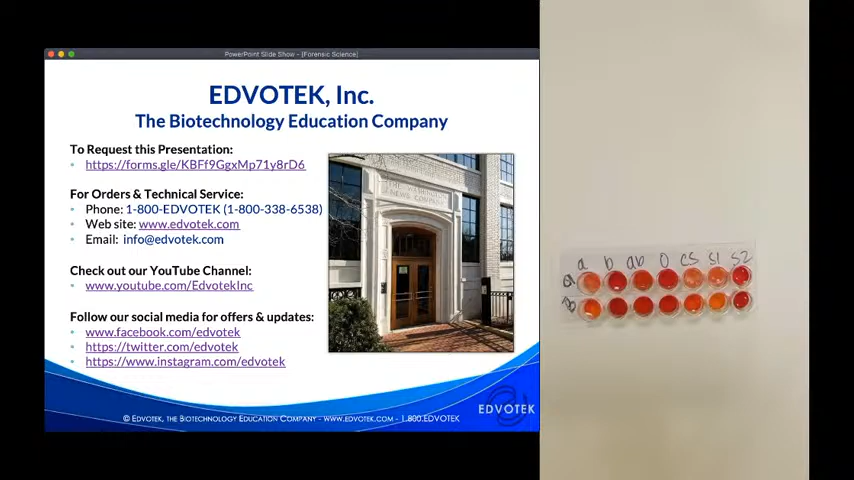 PowerPoint Slide Show - [Forensic Science]
EDVOTEK, Inc.
The Biotechnology Education Company
To Request this Presentation:
• https://forms.gle/KBFf9GgxMp71y8rD6
For Orders & Technical Service:
• Phone: 1-800-EDVOTEK (1-800-338-6538)
• Web site: www.edvotek.com
• Email: info@edvotek.com
Check out our YouTube Channel:
• www.youtube.com/EdvotekInc
Follow our social media for offers & updates:
• www.facebook.com/edvotek
• https://twitter.com/edvotek
• https://www.instagram.com/edvotek
THE WASHINGTON
NEWS COMPANY
© EDVOTEK, THE BIOTECHNOLOGY EDUCATION COMPANY - WWW.EDVOTEK.COM - 1.800.EDVOTEK
EDVOTEK
a b ab O CS S1 S2
a
b